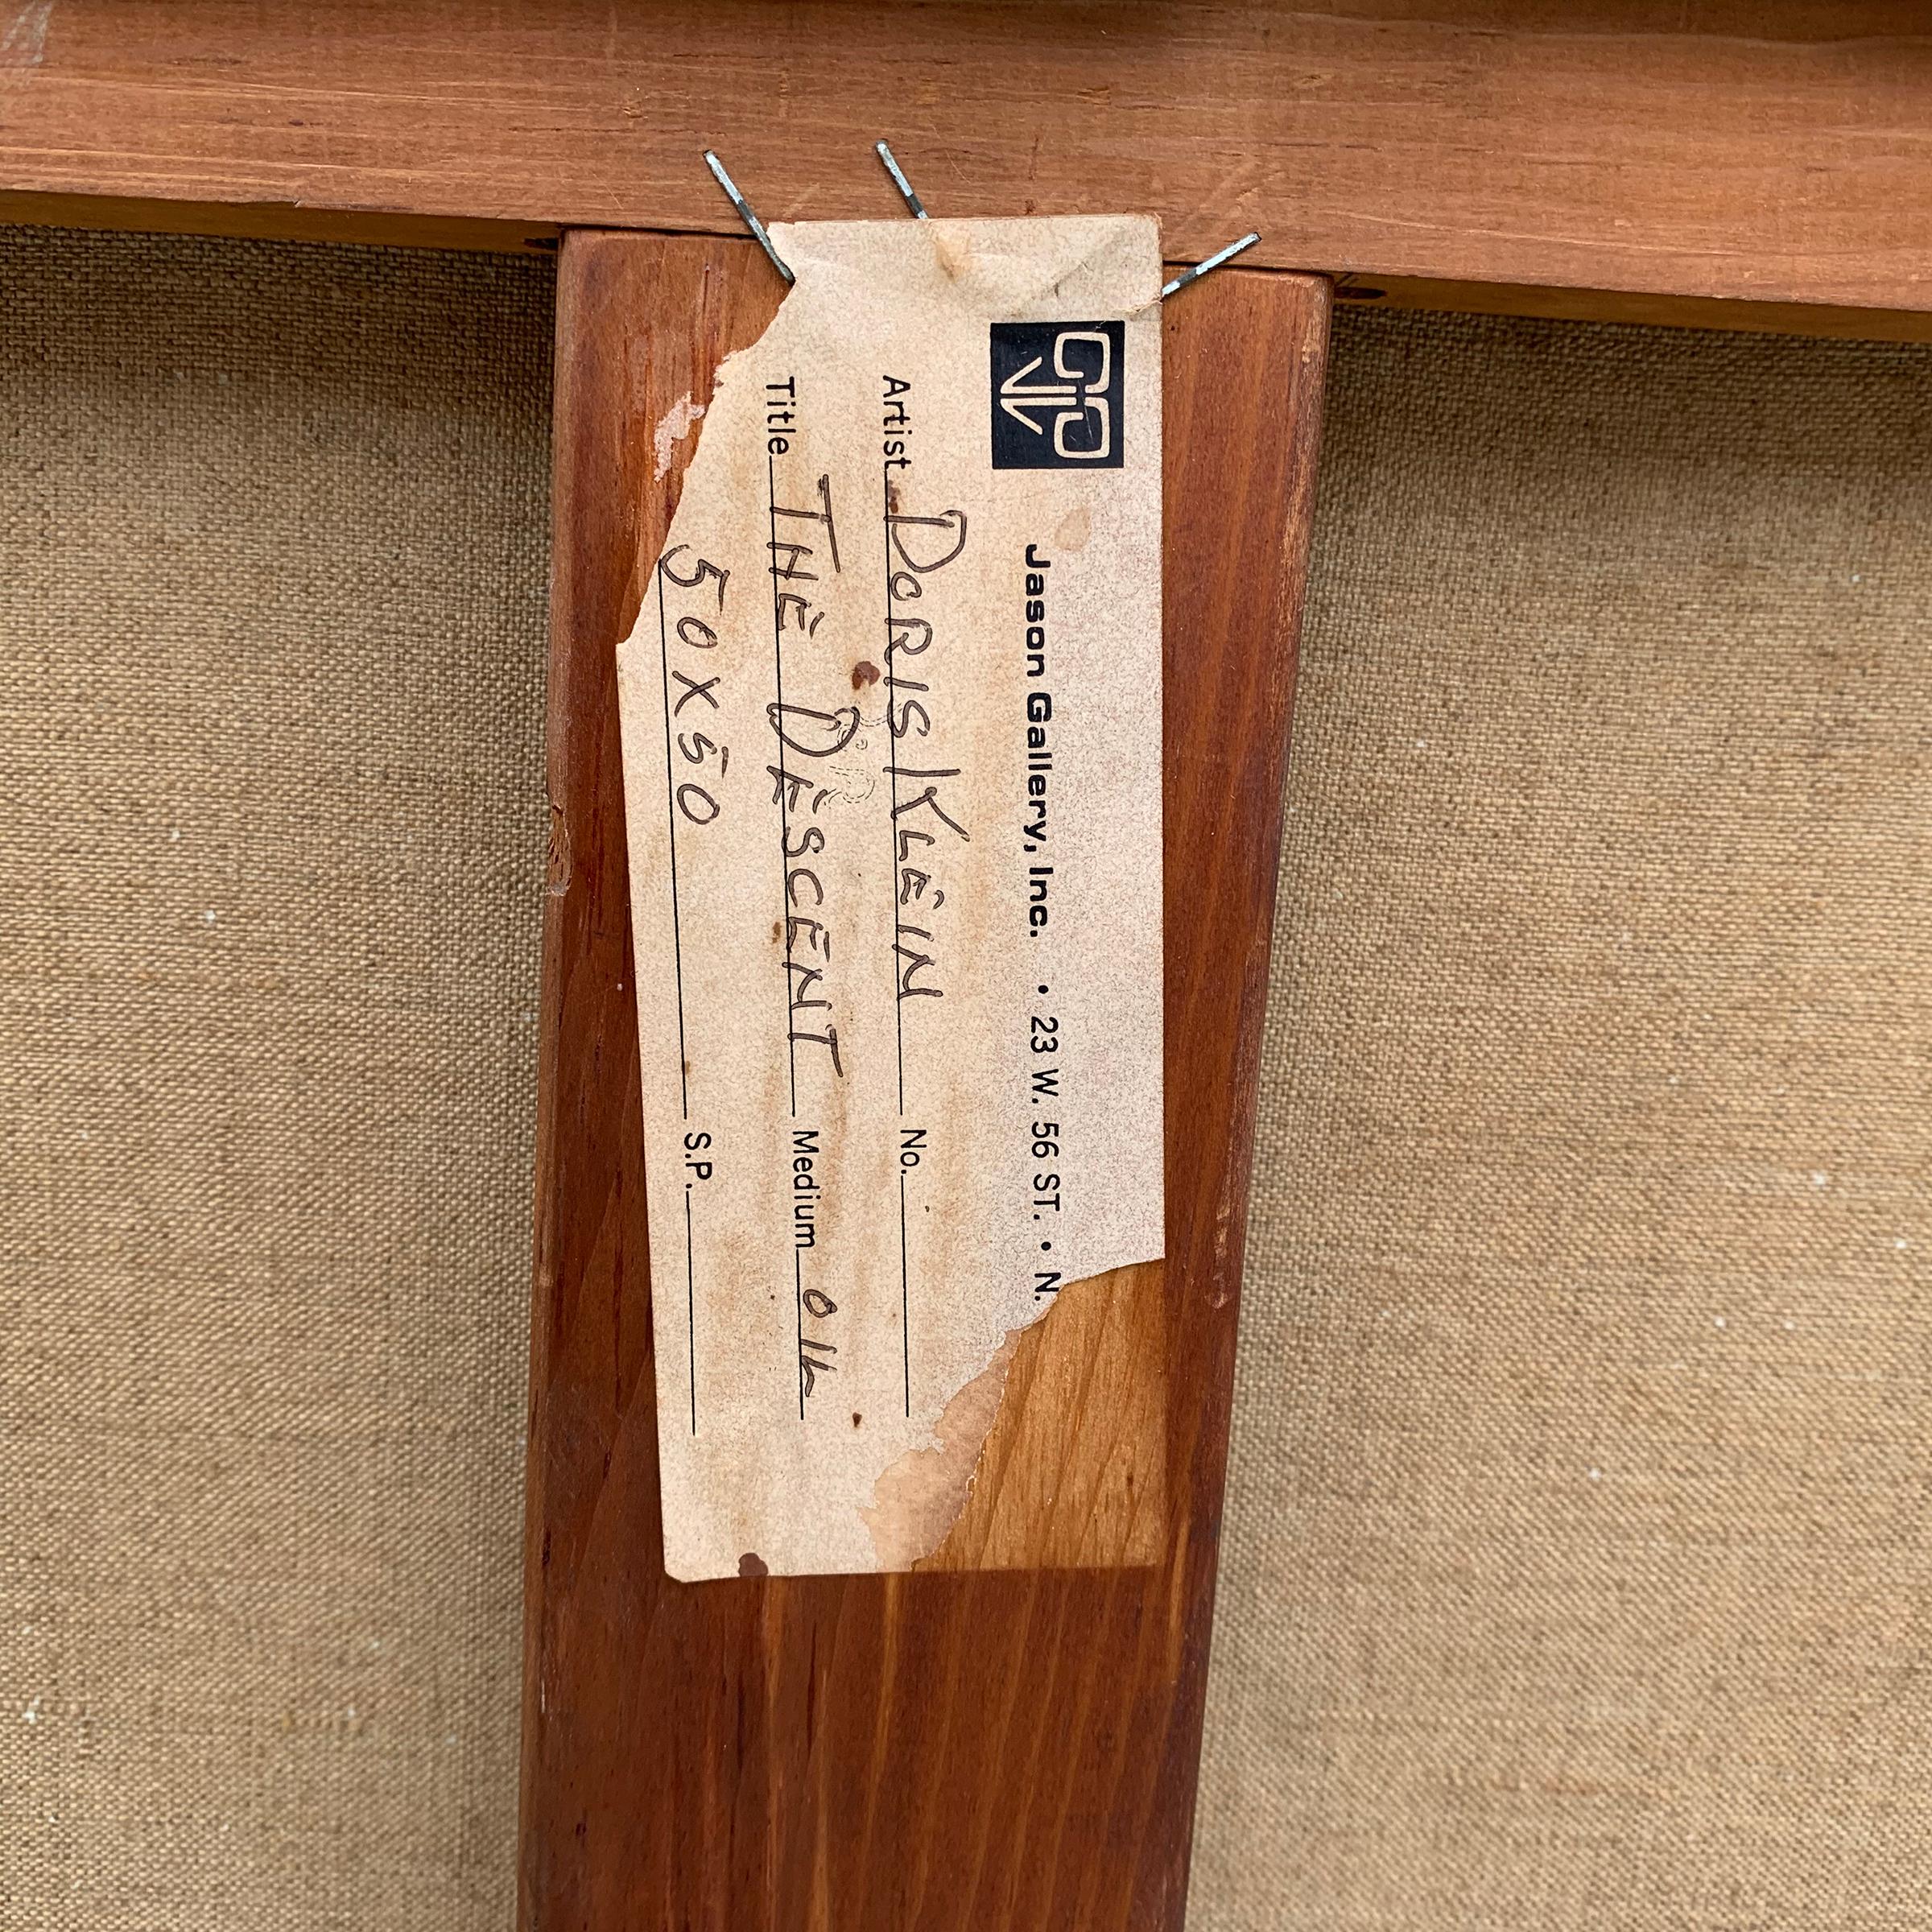 Jason Gallery, Inc. • 23 W. 56 ST. • N.
Artist DORIS KLEIN No.
Title THE DESCENT Medium OIL
50X50 S.P.